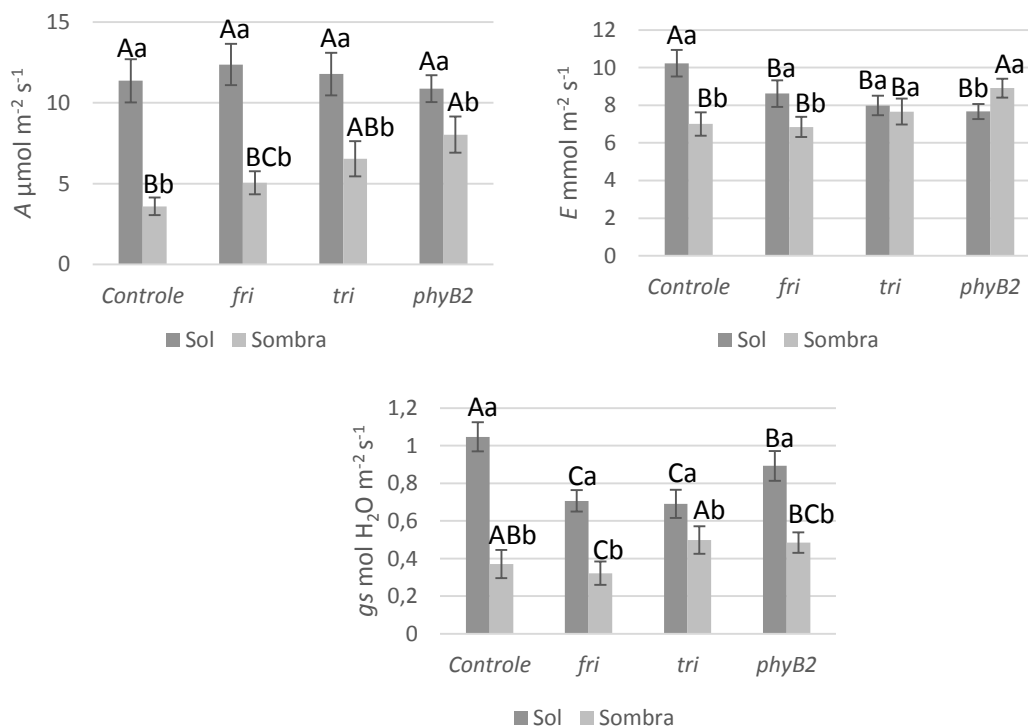 15
10
5
0
A µmol m⁻² s⁻¹
Aa
Bb
Aa
BCb
Aa
ABb
Aa
Ab
Controle fri tri phyB2
Sol Sombra
12
10
8
6
4
2
0
E mmol m⁻² s⁻¹
Aa
Bb
Ba
Bb
Ba
Ba
Bb
Aa
Controle fri tri phyB2
Sol Sombra
1,2
1
0,8
0,6
0,4
0,2
0
gs mol H₂O m⁻² s⁻¹
Aa
ABb
Ca
Cb
Ca
Ab
Ba
BCb
Controle fri tri phyB2
Sol Sombra